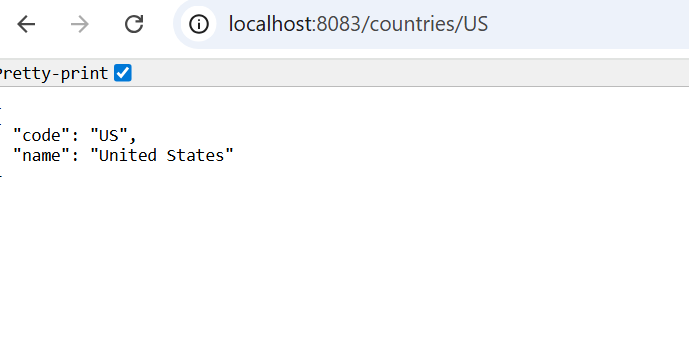 localhost:8083/countries/US
Pretty-print
"code": "US",
"name": "United States"